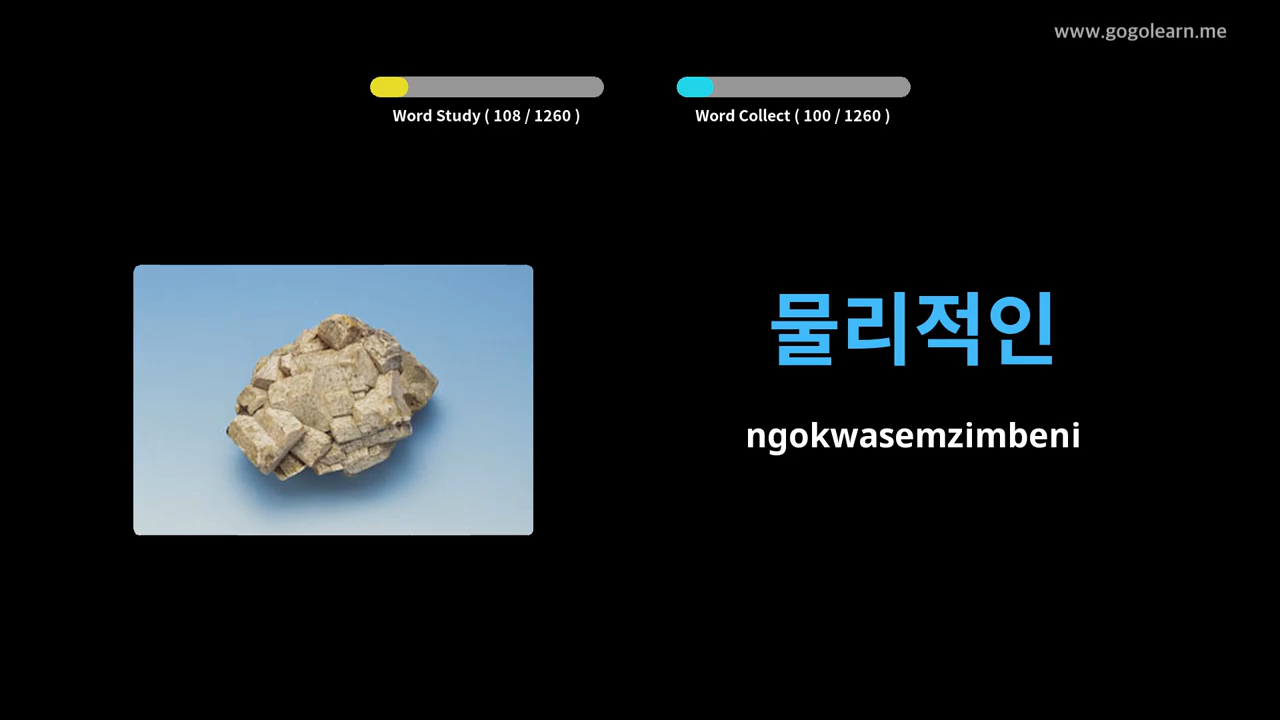 www.gogolearn.me
Word Study ( 108 / 1260 )
Word Collect ( 100 / 1260 )
물리적인
ngokwasemzimbeni